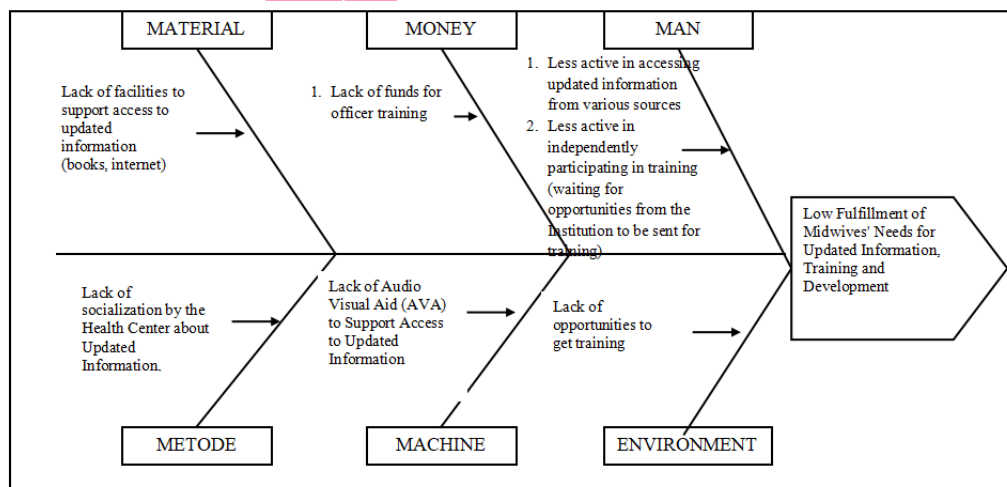 MATERIAL
MONEY
MAN
Lack of facilities to
support access to
updated
information
(books, internet)
1. Lack of funds for
officer training
1. Less active in accessing
updated information
from various sources
2. Less active in
independently
participating in training
(waiting for
opportunities from the
Institution to be sent for
training)
Low Fulfillment of
Midwives' Needs for
Updated Information,
Training and
Development
Lack of
socialization by the
Health Center about
Updated
Information.
Lack of Audio
Visual Aid (AVA)
to Support Access
to Updated
Information
Lack of
opportunities to
get training
METODE
MACHINE
ENVIRONMENT